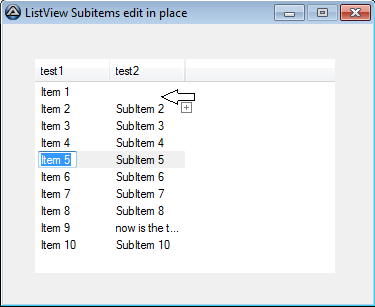 ListView Subitems edit in place
test1 test2
Item 1
Item 2 SubItem 2
Item 3 SubItem 3
Item 4 SubItem 4
Item 5 SubItem 5
Item 6 SubItem 6
Item 7 SubItem 7
Item 8 SubItem 8
Item 9 now is the t...
Item 10 SubItem 10